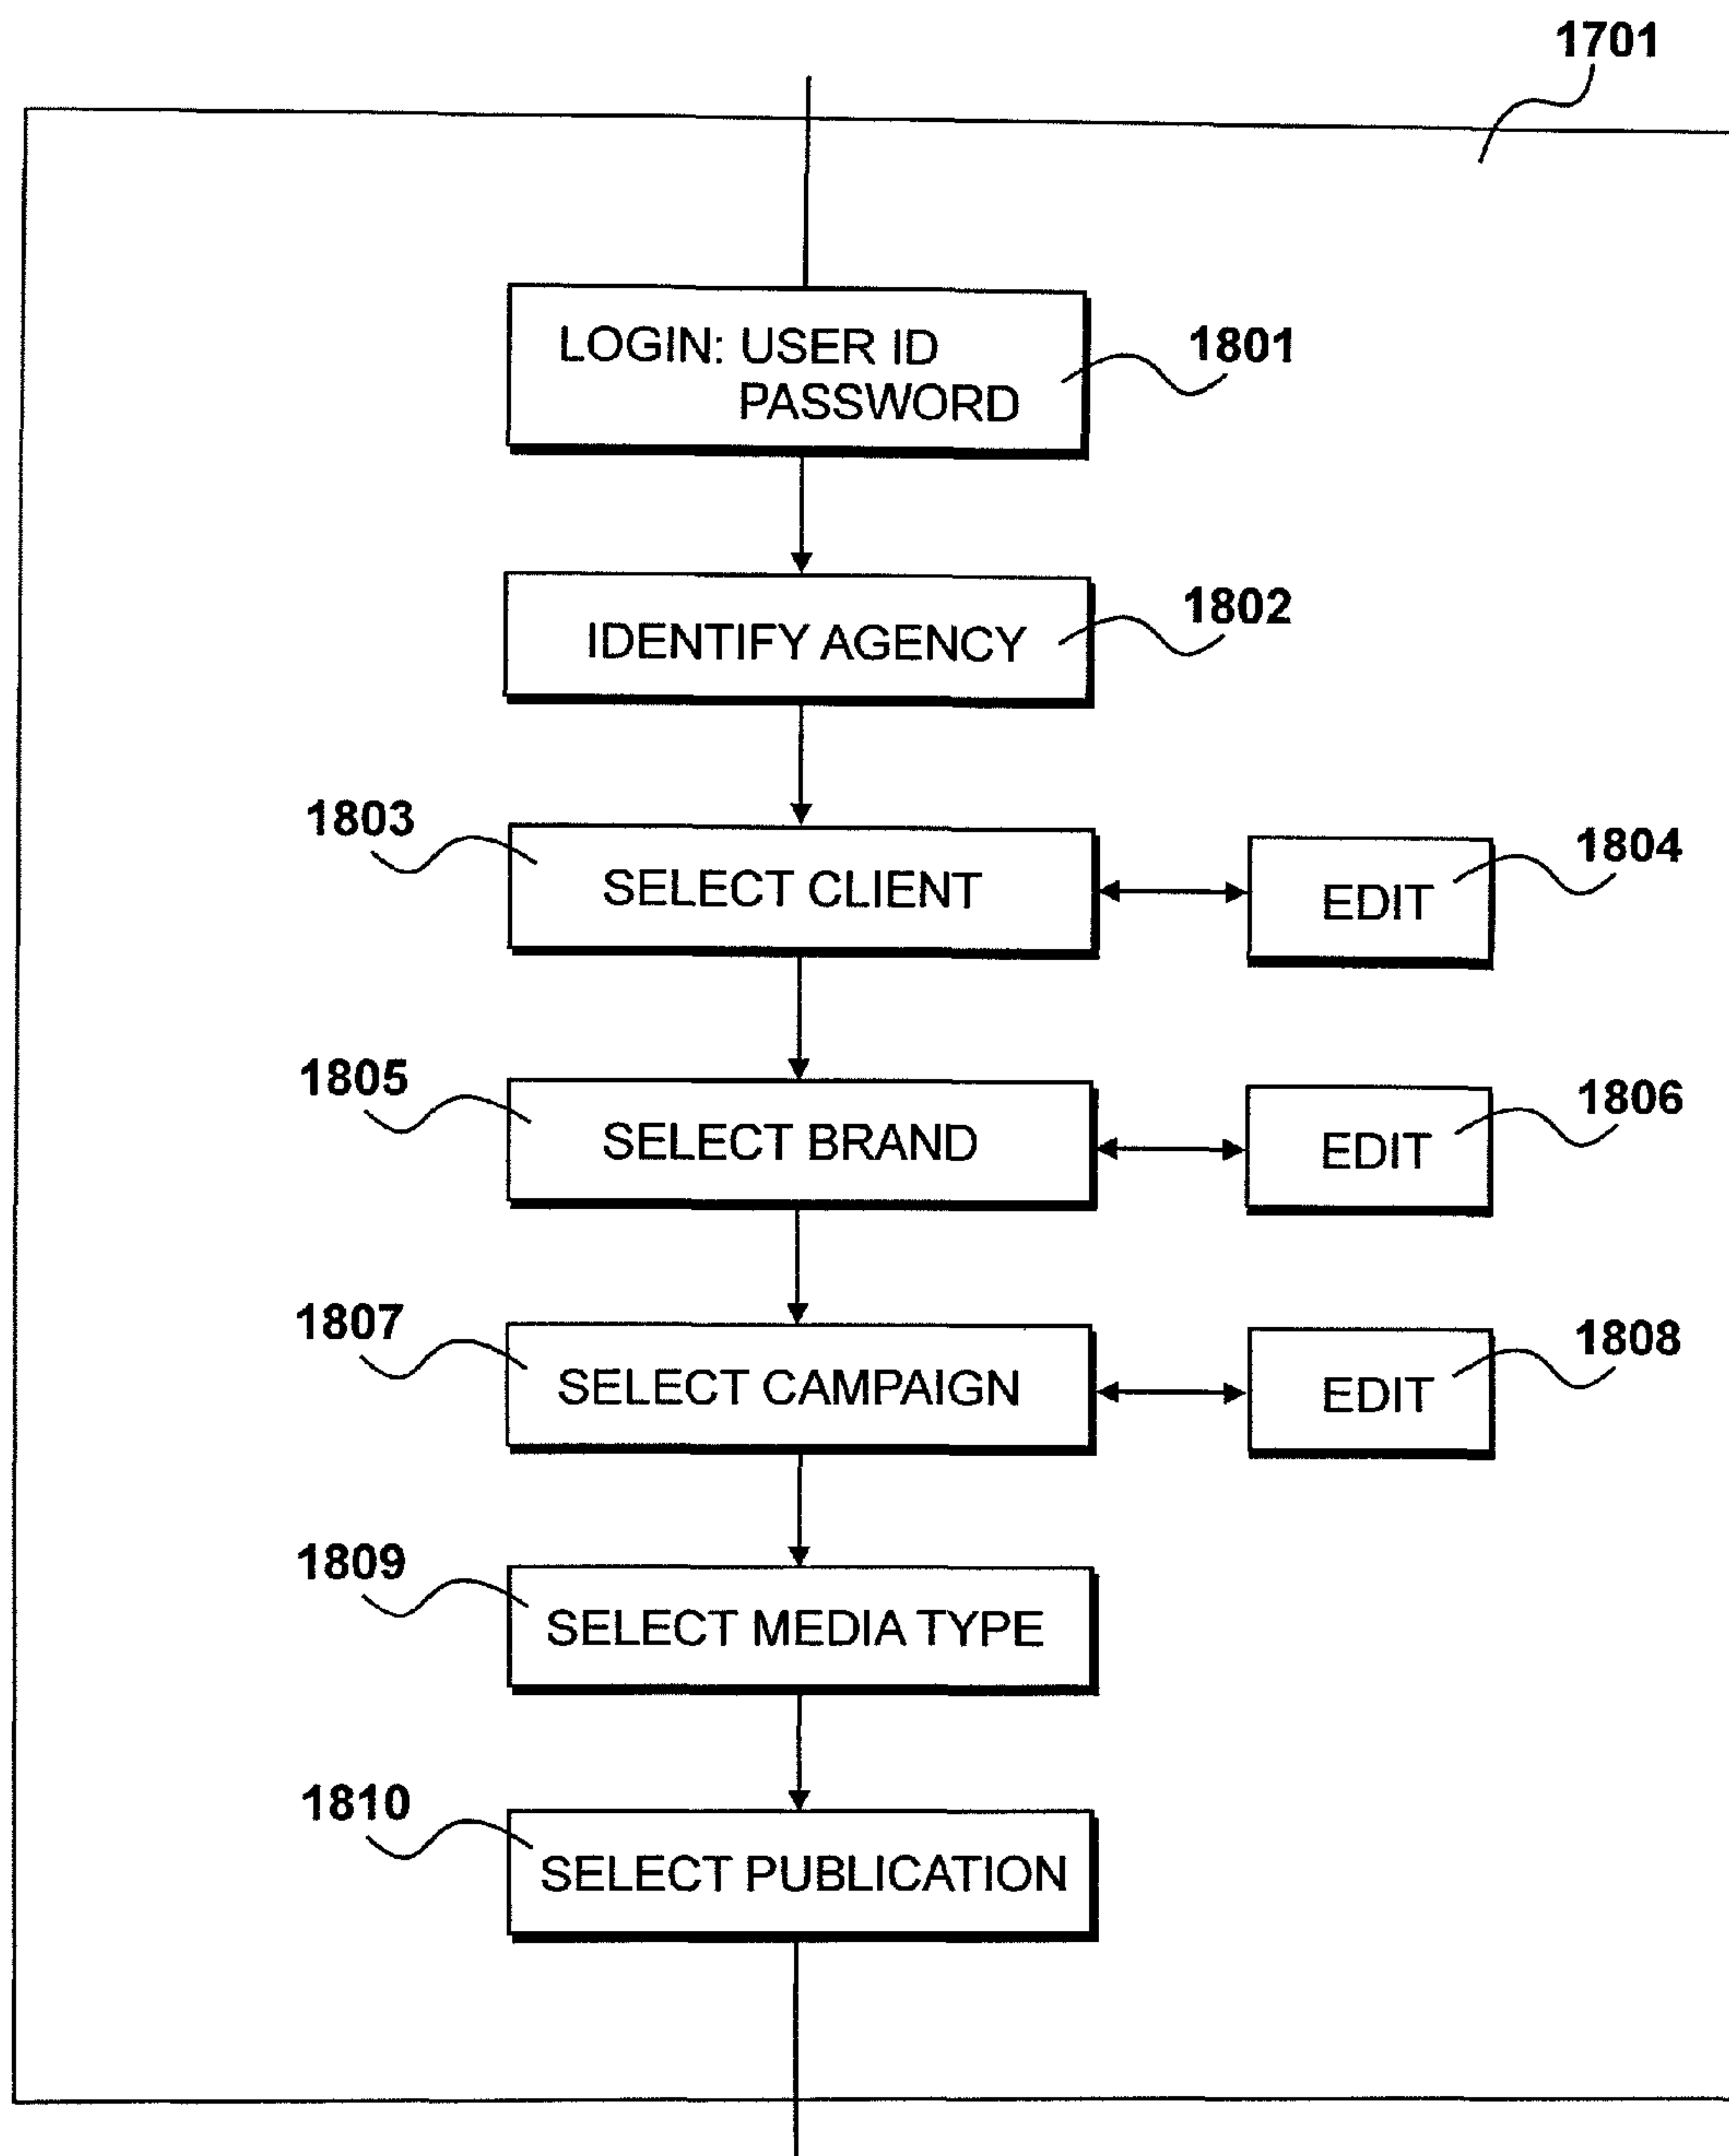 1701
LOGIN: USER ID
PASSWORD
1801
IDENTIFY AGENCY
1802
1803
SELECT CLIENT
EDIT
1804
1805
SELECT BRAND
EDIT
1806
1807
SELECT CAMPAIGN
EDIT
1808
1809
SELECT MEDIA TYPE
1810
SELECT PUBLICATION